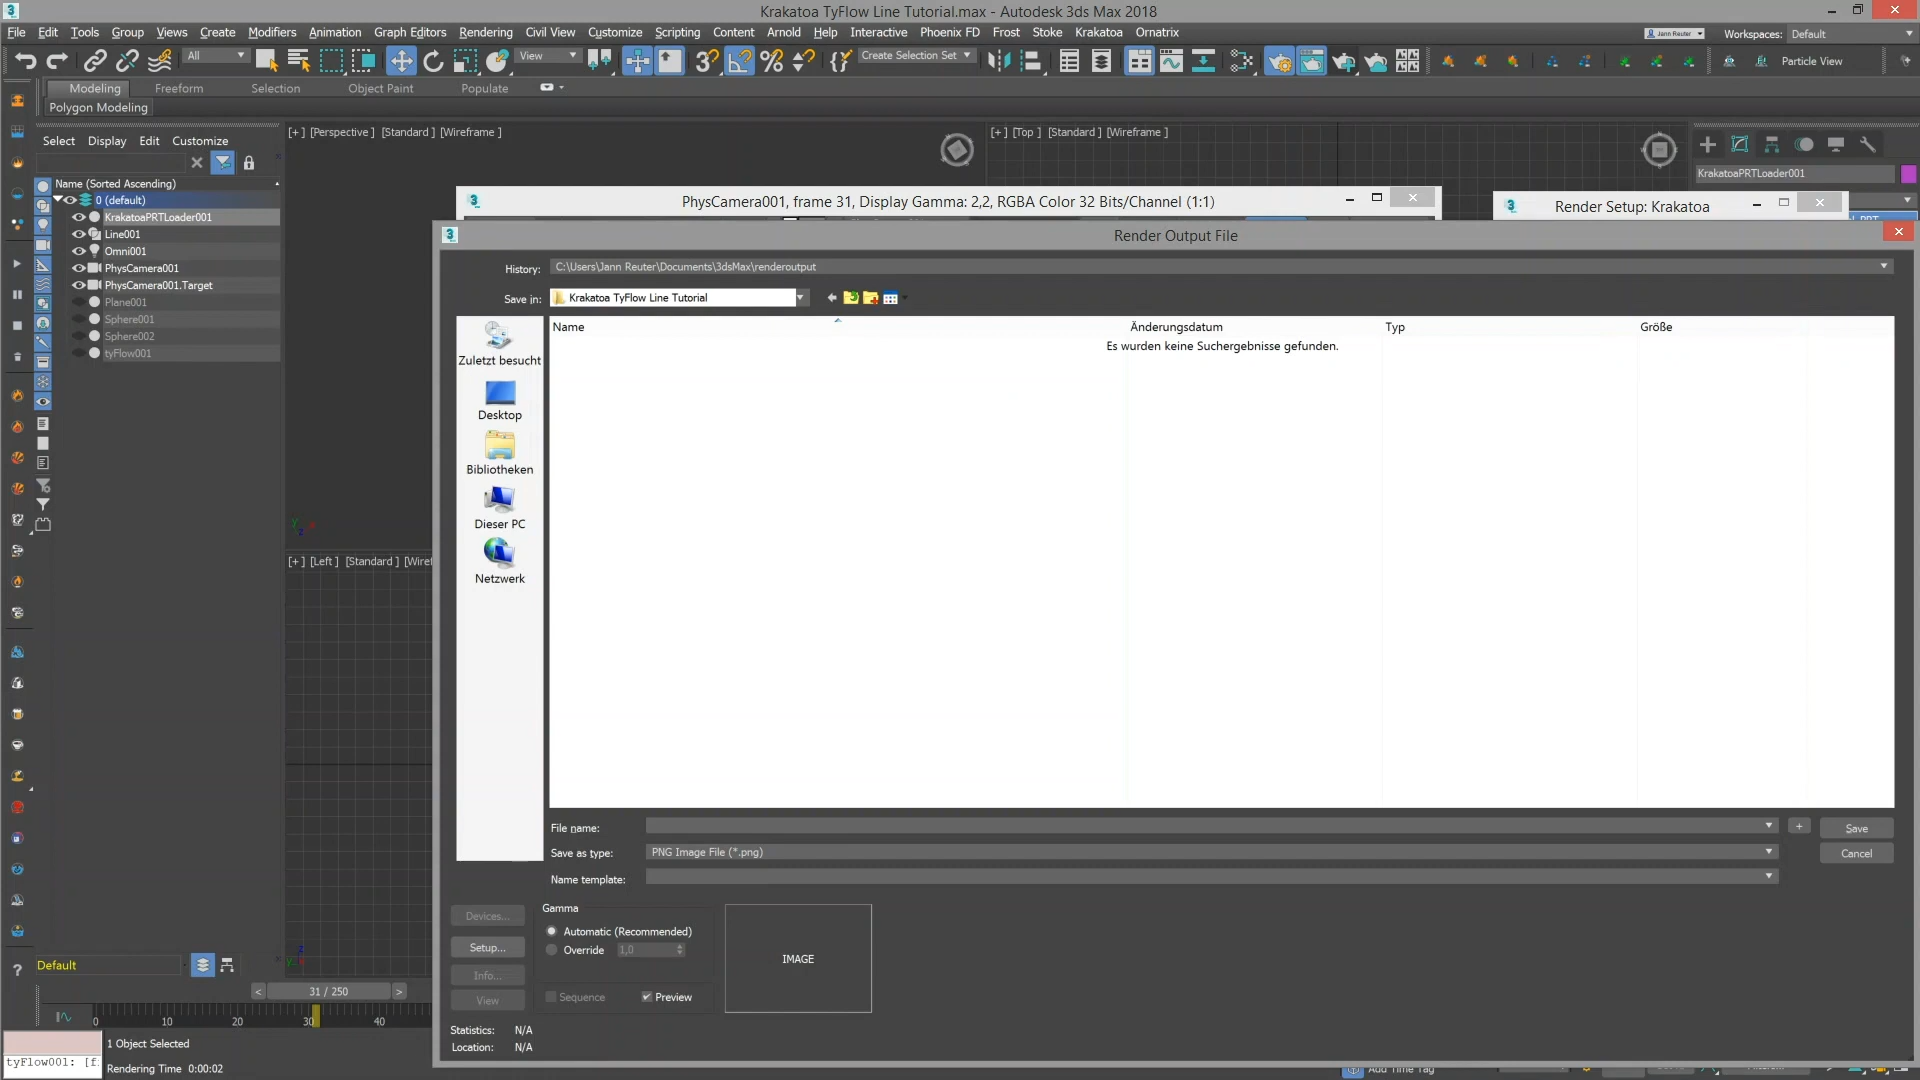 Krakatoa TyFlow Line Tutorial.max - Autodesk 3ds Max 2018
File Edit Tools Group Views Create Modifiers Animation Graph Editors Rendering Civil View Customize Scripting Content Arnold Help Interactive Phoenix FD Frost Stoke Krakatoa Ornatrix
Jann Reuter Workspaces: Default
All View Create Selection Set Particle View
Modeling Freeform Selection Object Paint Populate
Polygon Modeling
[+] [Perspective] [Standard] [Wireframe]
[+] [Top] [Standard] [Wireframe]
Select Display Edit Customize
Name (Sorted Ascending)
0 (default)
KrakatoaPRTLoader001
Line001
Omni001
PhysCamera001
PhysCamera001.Target
Plane001
Sphere001
Sphere002
tyFlow001
KrakatoaPRTLoader001
PhysCamera001, frame 31, Display Gamma: 2,2, RGBA Color 32 Bits/Channel (1:1)
Render Setup: Krakatoa
Render Output File
History: C:\Users\Jann Reuter\Documents\3dsMax\renderoutput
Save in: Krakatoa TyFlow Line Tutorial
Name Änderungsdatum Typ Größe
Es wurden keine Suchergebnisse gefunden.
Zuletzt besucht
Desktop
Bibliotheken
Dieser PC
Netzwerk
[+] [Left] [Standard]
File name: + Save
Save as type: PNG Image File (*.png) Cancel
Name template:
Devices...
Setup...
Info...
View
Gamma
Automatic (Recommended)
Override 1,0
Sequence Preview
IMAGE
Statistics: N/A
Location: N/A
? Default
< 31 / 250 >
0 10 20 30 40
1 Object Selected
tyFlow001: [f
Rendering Time 0:00:02
Add Time Tag